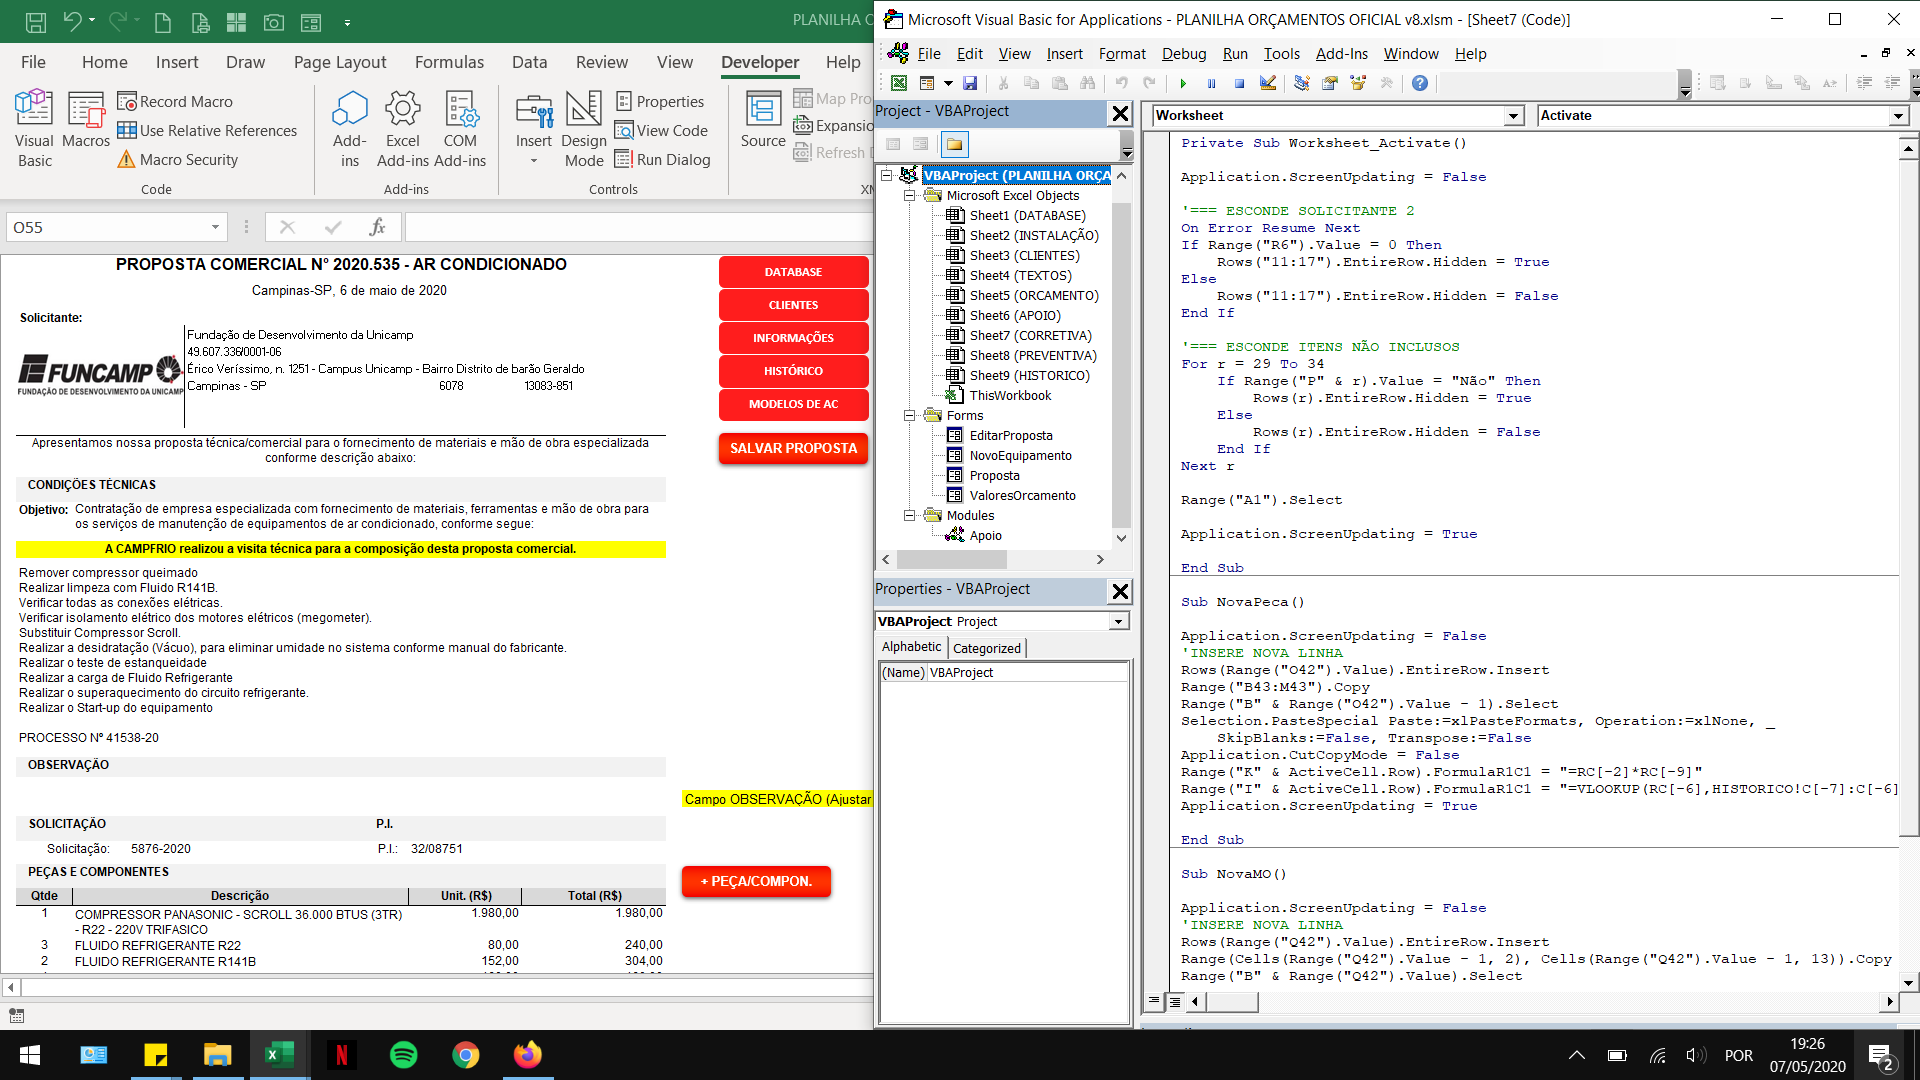 PLANILHA O
File Home Insert Draw Page Layout Formulas Data Review View Developer Help
Visual Basic
Macros
Record Macro
Use Relative References
Macro Security
Code
Add-ins
Excel Add-ins
COM Add-ins
Add-ins
Insert
Design Mode
Properties
View Code
Run Dialog
Controls
Source
Map Pro
Expansio
Refresh D
XM
O55
fx
PROPOSTA COMERCIAL N° 2020.535 - AR CONDICIONADO
Campinas-SP, 6 de maio de 2020
Solicitante:
FUNCAMP
FUNDAÇÃO DE DESENVOLVIMENTO DA UNICAMP
Fundação de Desenvolvimento da Unicamp
49.607.336/0001-06
Érico Veríssimo, n. 1251 - Campus Unicamp - Bairro Distrito de barão Geraldo
Campinas - SP 6078 13083-851
Apresentamos nossa proposta técnica/comercial para o fornecimento de materiais e mão de obra especializada
conforme descrição abaixo:
CONDIÇÕES TÉCNICAS
Objetivo: Contratação de empresa especializada com fornecimento de materiais, ferramentas e mão de obra para
os serviços de manutenção de equipamentos de ar condicionado, conforme segue:
A CAMPFRIO realizou a visita técnica para a composição desta proposta comercial.
Remover compressor queimado
Realizar limpeza com Fluido R141B.
Verificar todas as conexões elétricas.
Verificar isolamento elétrico dos motores elétricos (megometer).
Substituir Compressor Scroll.
Realizar a desidratação (Vácuo), para eliminar umidade no sistema conforme manual do fabricante.
Realizar o teste de estanqueidade
Realizar a carga de Fluido Refrigerante
Realizar o superaquecimento do circuito refrigerante.
Realizar o Start-up do equipamento
PROCESSO Nº 41538-20
OBSERVAÇÃO
Campo OBSERVAÇÃO (Ajustar
SOLICITAÇÃO P.I.
Solicitação: 5876-2020 P.I.: 32/08751
PEÇAS E COMPONENTES
Qtde Descrição Unit. (R$) Total (R$)
1 COMPRESSOR PANASONIC - SCROLL 36.000 BTUS (3TR) 1.980,00 1.980,00
- R22 - 220V TRIFASICO
3 FLUIDO REFRIGERANTE R22 80,00 240,00
2 FLUIDO REFRIGERANTE R141B 152,00 304,00
DATABASE
CLIENTES
INFORMAÇÕES
HISTÓRICO
MODELOS DE AC
SALVAR PROPOSTA
+ PEÇA/COMPON.
Microsoft Visual Basic for Applications - PLANILHA ORÇAMENTOS OFICIAL v8.xlsm - [Sheet7 (Code)]
File Edit View Insert Format Debug Run Tools Add-Ins Window Help
Project - VBAProject
VBAProject (PLANILHA ORÇA
Microsoft Excel Objects
Sheet1 (DATABASE)
Sheet2 (INSTALAÇÃO)
Sheet3 (CLIENTES)
Sheet4 (TEXTOS)
Sheet5 (ORCAMENTO)
Sheet6 (APOIO)
Sheet7 (CORRETIVA)
Sheet8 (PREVENTIVA)
Sheet9 (HISTORICO)
ThisWorkbook
Forms
EditarProposta
NovoEquipamento
Proposta
ValoresOrcamento
Modules
Apoio
Properties - VBAProject
VBAProject Project
Alphabetic Categorized
(Name) VBAProject
Worksheet Activate
Private Sub Worksheet_Activate()
Application.ScreenUpdating = False
'=== ESCONDE SOLICITANTE 2
On Error Resume Next
If Range("R6").Value = 0 Then
Rows("11:17").EntireRow.Hidden = True
Else
Rows("11:17").EntireRow.Hidden = False
End If
'=== ESCONDE ITENS NÃO INCLUSOS
For r = 29 To 34
If Range("P" & r).Value = "Não" Then
Rows(r).EntireRow.Hidden = True
Else
Rows(r).EntireRow.Hidden = False
End If
Next r
Range("A1").Select
Application.ScreenUpdating = True
End Sub
Sub NovaPeca()
Application.ScreenUpdating = False
'INSERE NOVA LINHA
Rows(Range("O42").Value).EntireRow.Insert
Range("B43:M43").Copy
Range("B" & Range("O42").Value - 1).Select
Selection.PasteSpecial Paste:=xlPasteFormats, Operation:=xlNone, _
SkipBlanks:=False, Transpose:=False
Application.CutCopyMode = False
Range("K" & ActiveCell.Row).FormulaR1C1 = "=RC[-2]*RC[-9]"
Range("I" & ActiveCell.Row).FormulaR1C1 = "=VLOOKUP(RC[-6],HISTORICO!C[-7]:C[-6]
Application.ScreenUpdating = True
End Sub
Sub NovaMO()
Application.ScreenUpdating = False
'INSERE NOVA LINHA
Rows(Range("Q42").Value).EntireRow.Insert
Range(Cells(Range("Q42").Value - 1, 2), Cells(Range("Q42").Value - 1, 13)).Copy
Range("B" & Range("Q42").Value).Select
POR
19:26
07/05/2020
2